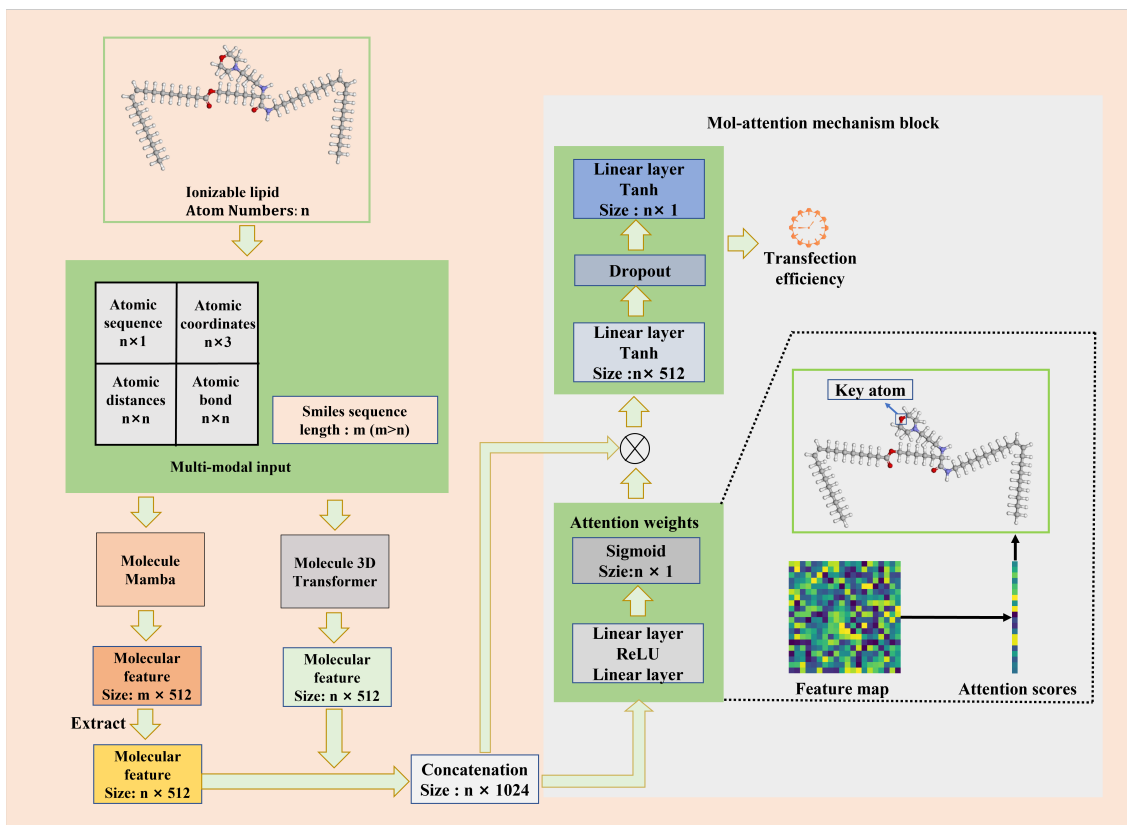 Ionizable lipid
Atom Numbers: n
Atomic
sequence
n×1
Atomic
coordinates
n×3
Atomic
distances
n×n
Atomic
bond
n×n
Smiles sequence
length : m (m>n)
Multi-modal input
Molecule
Mamba
Molecule 3D
Transformer
Molecular
feature
Size: m × 512
Molecular
feature
Size: n × 512
Extract
Molecular
feature
Size: n × 512
Concatenation
Size : n × 1024
Mol-attention mechanism block
Linear layer
Tanh
Size : n× 1
Dropout
Linear layer
Tanh
Size :n× 512
Transfection
efficiency
Attention weights
Sigmoid
Szie:n × 1
Linear layer
ReLU
Linear layer
Key atom
Feature map
Attention scores